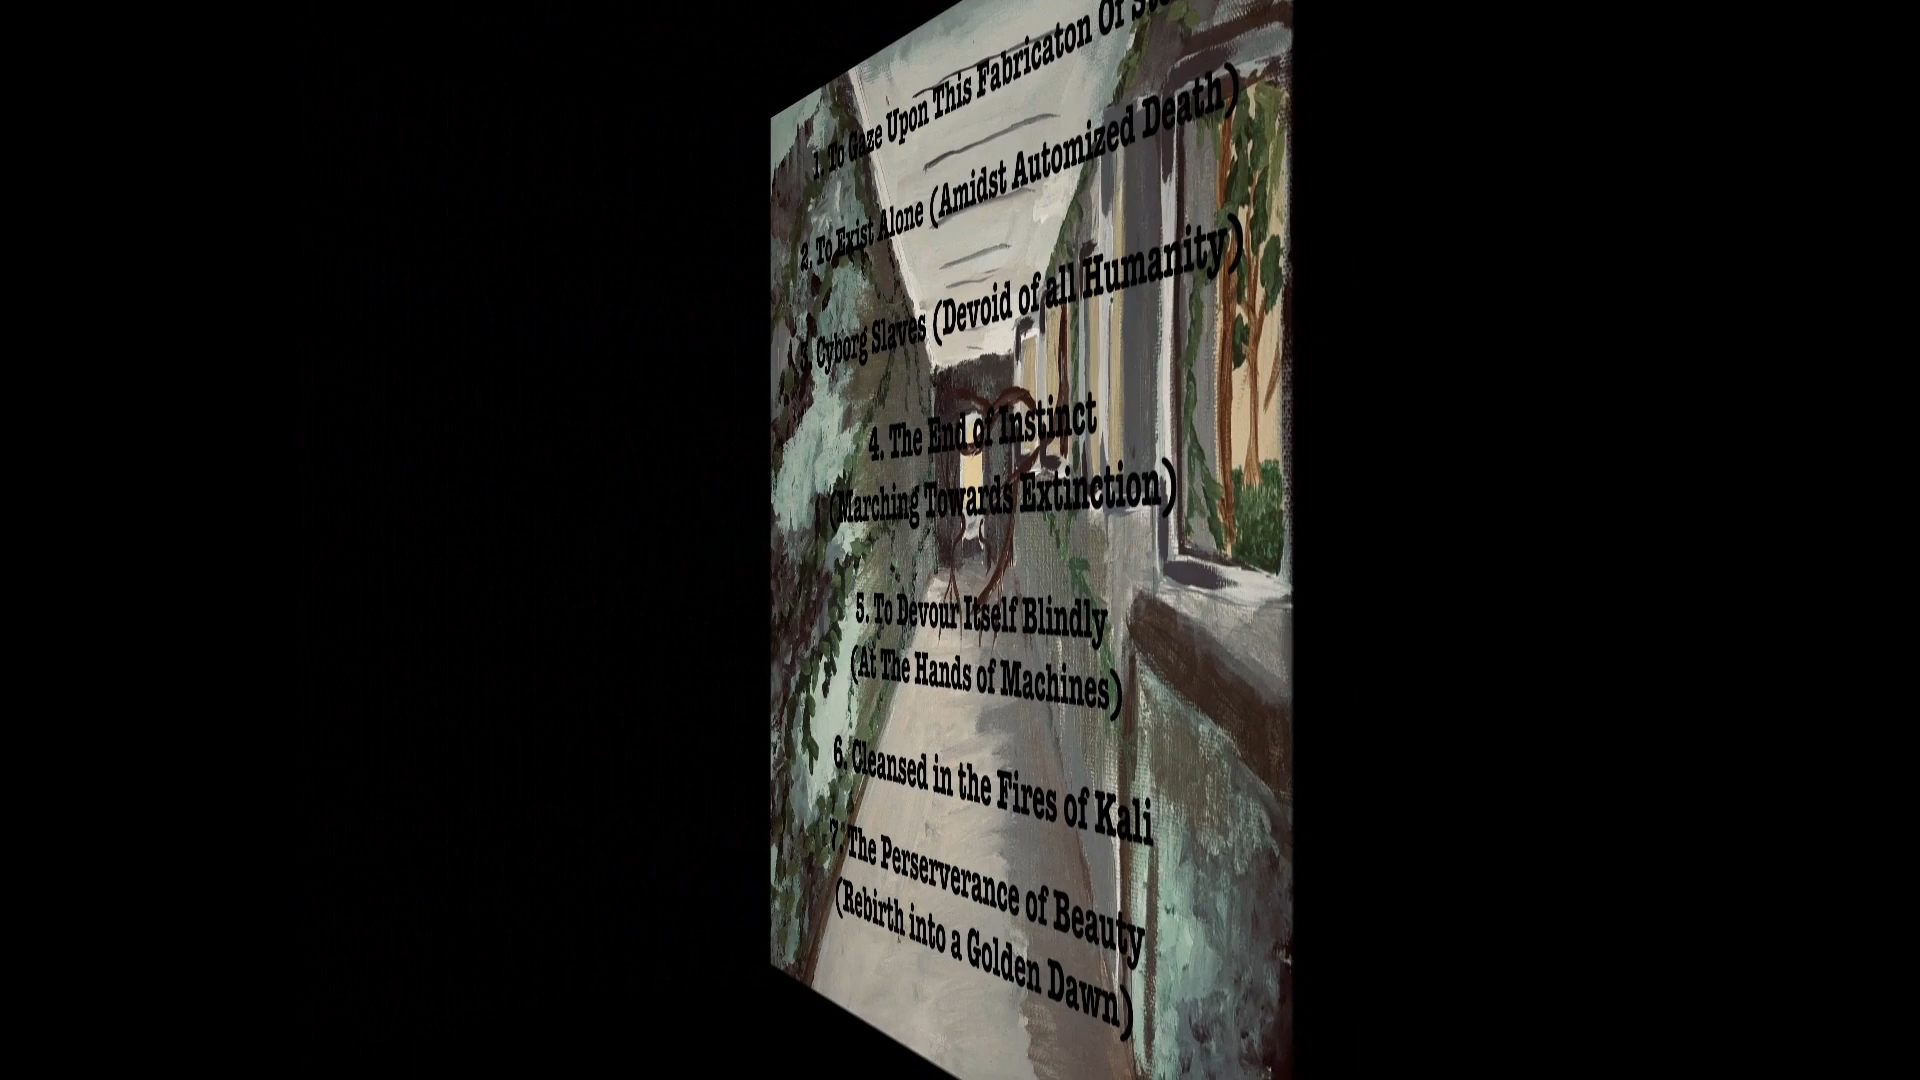 1. To Gaze Upon This Fabricaton Of
2. To Exist Alone (Amidst Automized Death)
3. Cyborg Slaves (Devoid of all Humanity)
4. The End of Instinct
(Marching Towards Extinction)
5. To Devour Itself Blindly
(At The Hands of Machines)
6. Cleansed in the Fires of Kali
7. The Perserverance of Beauty
(Rebirth into a Golden Dawn)